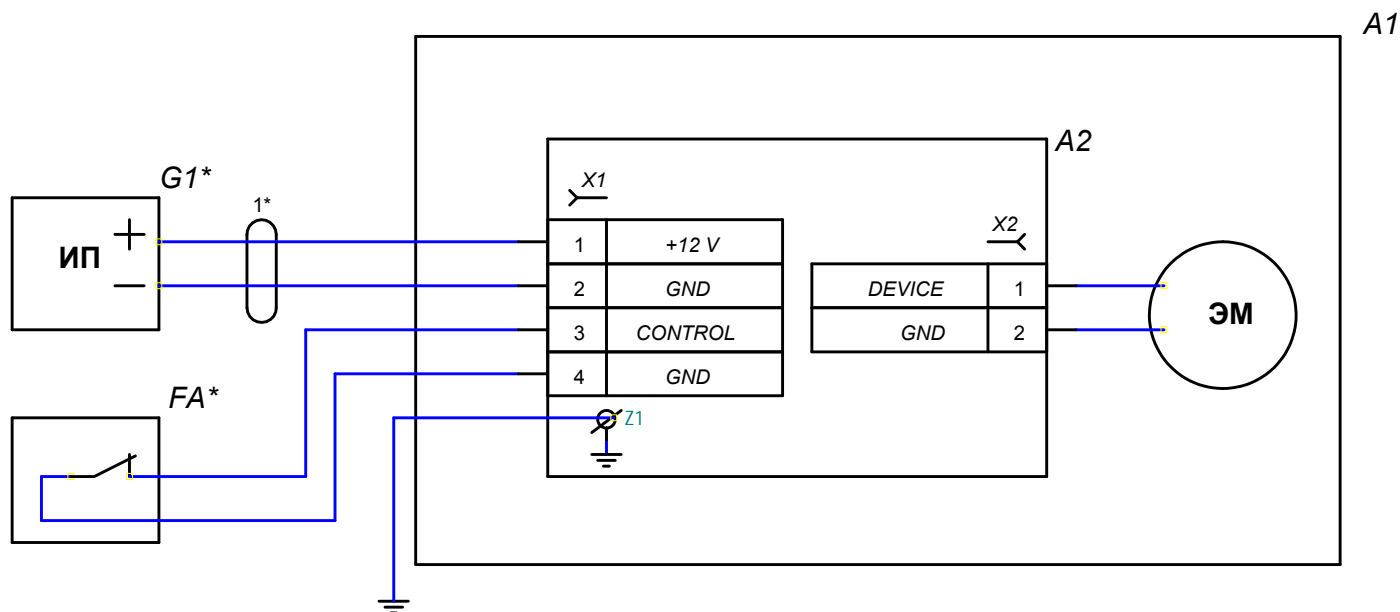 A1
A2
G1*
1*
X1
X2
ИП
1 +12 V
2 GND
3 CONTROL
4 GND
DEVICE 1
GND 2
ЭМ
FA*
Z1